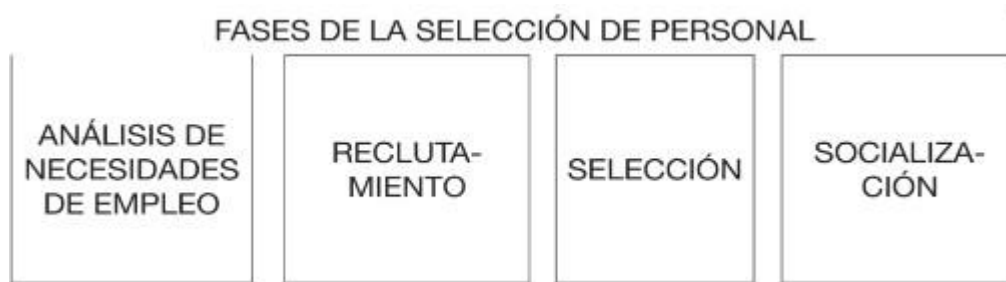 FASES DE LA SELECCIÓN DE PERSONAL
ANÁLISIS DE
NECESIDADES
DE EMPLEO
RECLUTA-
MIENTO
SELECCIÓN
SOCIALIZA-
CIÓN